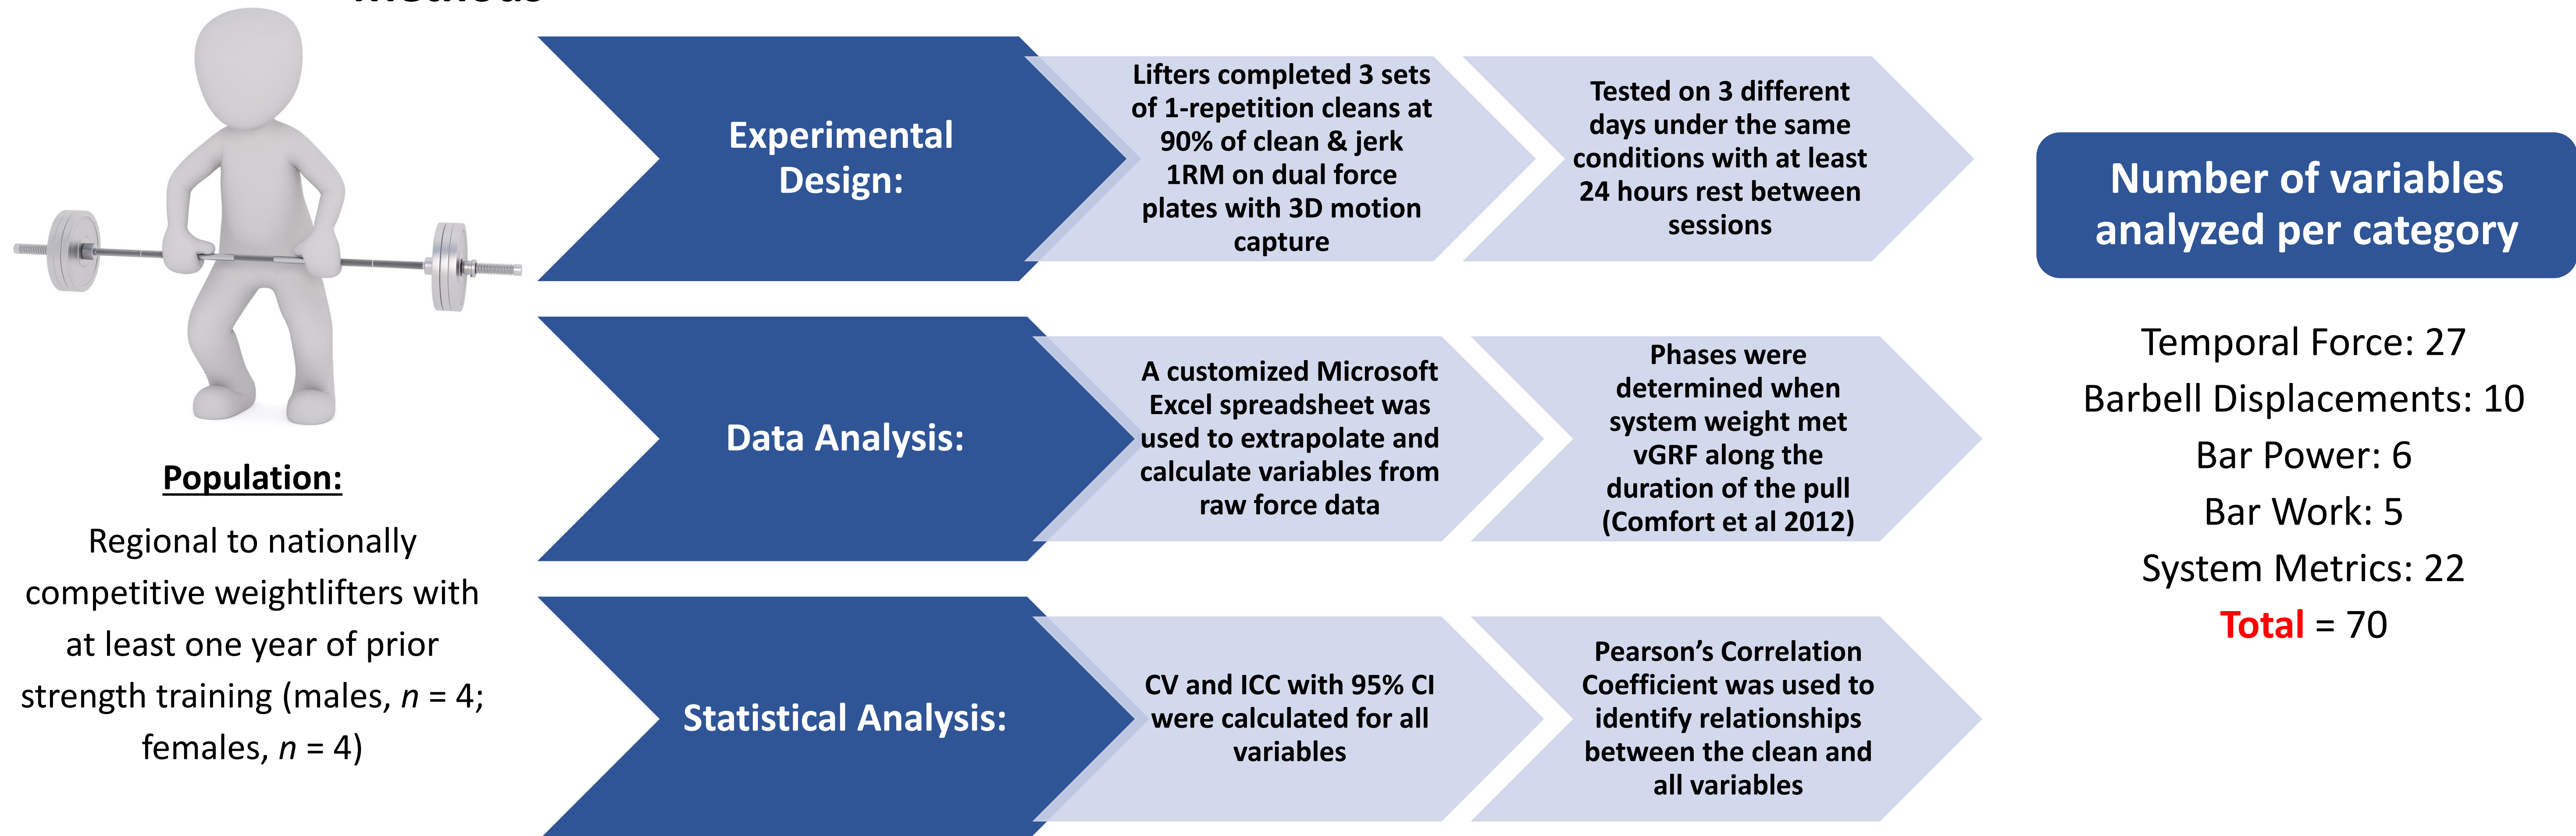 Population:
Regional to nationally
competitive weightlifters with
at least one year of prior
strength training (males, n = 4;
females, n = 4)
Experimental
Design:
Lifters completed 3 sets
of 1-repetition cleans at
90% of clean & jerk
1RM on dual force
plates with 3D motion
capture
Tested on 3 different
days under the same
conditions with at least
24 hours rest between
sessions
Data Analysis:
A customized Microsoft
Excel spreadsheet was
used to extrapolate and
calculate variables from
raw force data
Phases were
determined when
system weight met
vGRF along the
duration of the pull
(Comfort et al 2012)
Statistical Analysis:
CV and ICC with 95% CI
were calculated for all
variables
Pearson’s Correlation
Coefficient was used to
identify relationships
between the clean and
all variables
Number of variables
analyzed per category
Temporal Force: 27
Barbell Displacements: 10
Bar Power: 6
Bar Work: 5
System Metrics: 22
Total = 70